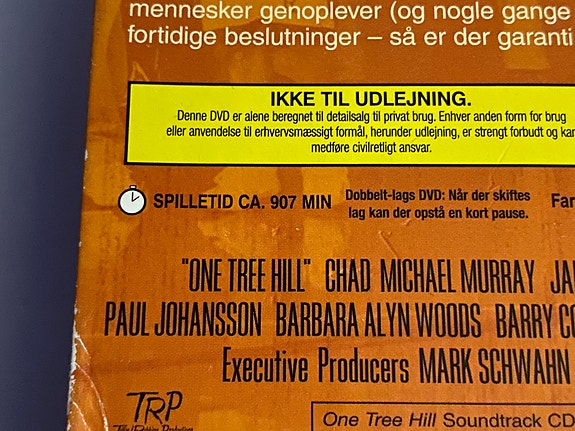 mennesker genoplever (og nogle gange
fortidige beslutninger – så er der garanti
IKKE TIL UDLEJNING.
Denne DVD er alene beregnet til detailsalg til privat brug. Enhver anden form for brug
eller anvendelse til erhvervsmæssigt formål, herunder udlejning, er strengt forbudt og kan
medføre civilretligt ansvar.
SPILLETID CA. 907 MIN
Dobbelt-lags DVD: Når der skiftes
lag kan der opstå en kort pause.
"ONE TREE HILL" CHAD MICHAEL MURRAY
PAUL JOHANSSON BARBARA ALYN WOODS BARRY
Executive Producers MARK SCHWAHN
TRP
One Tree Hill Soundtrack CD